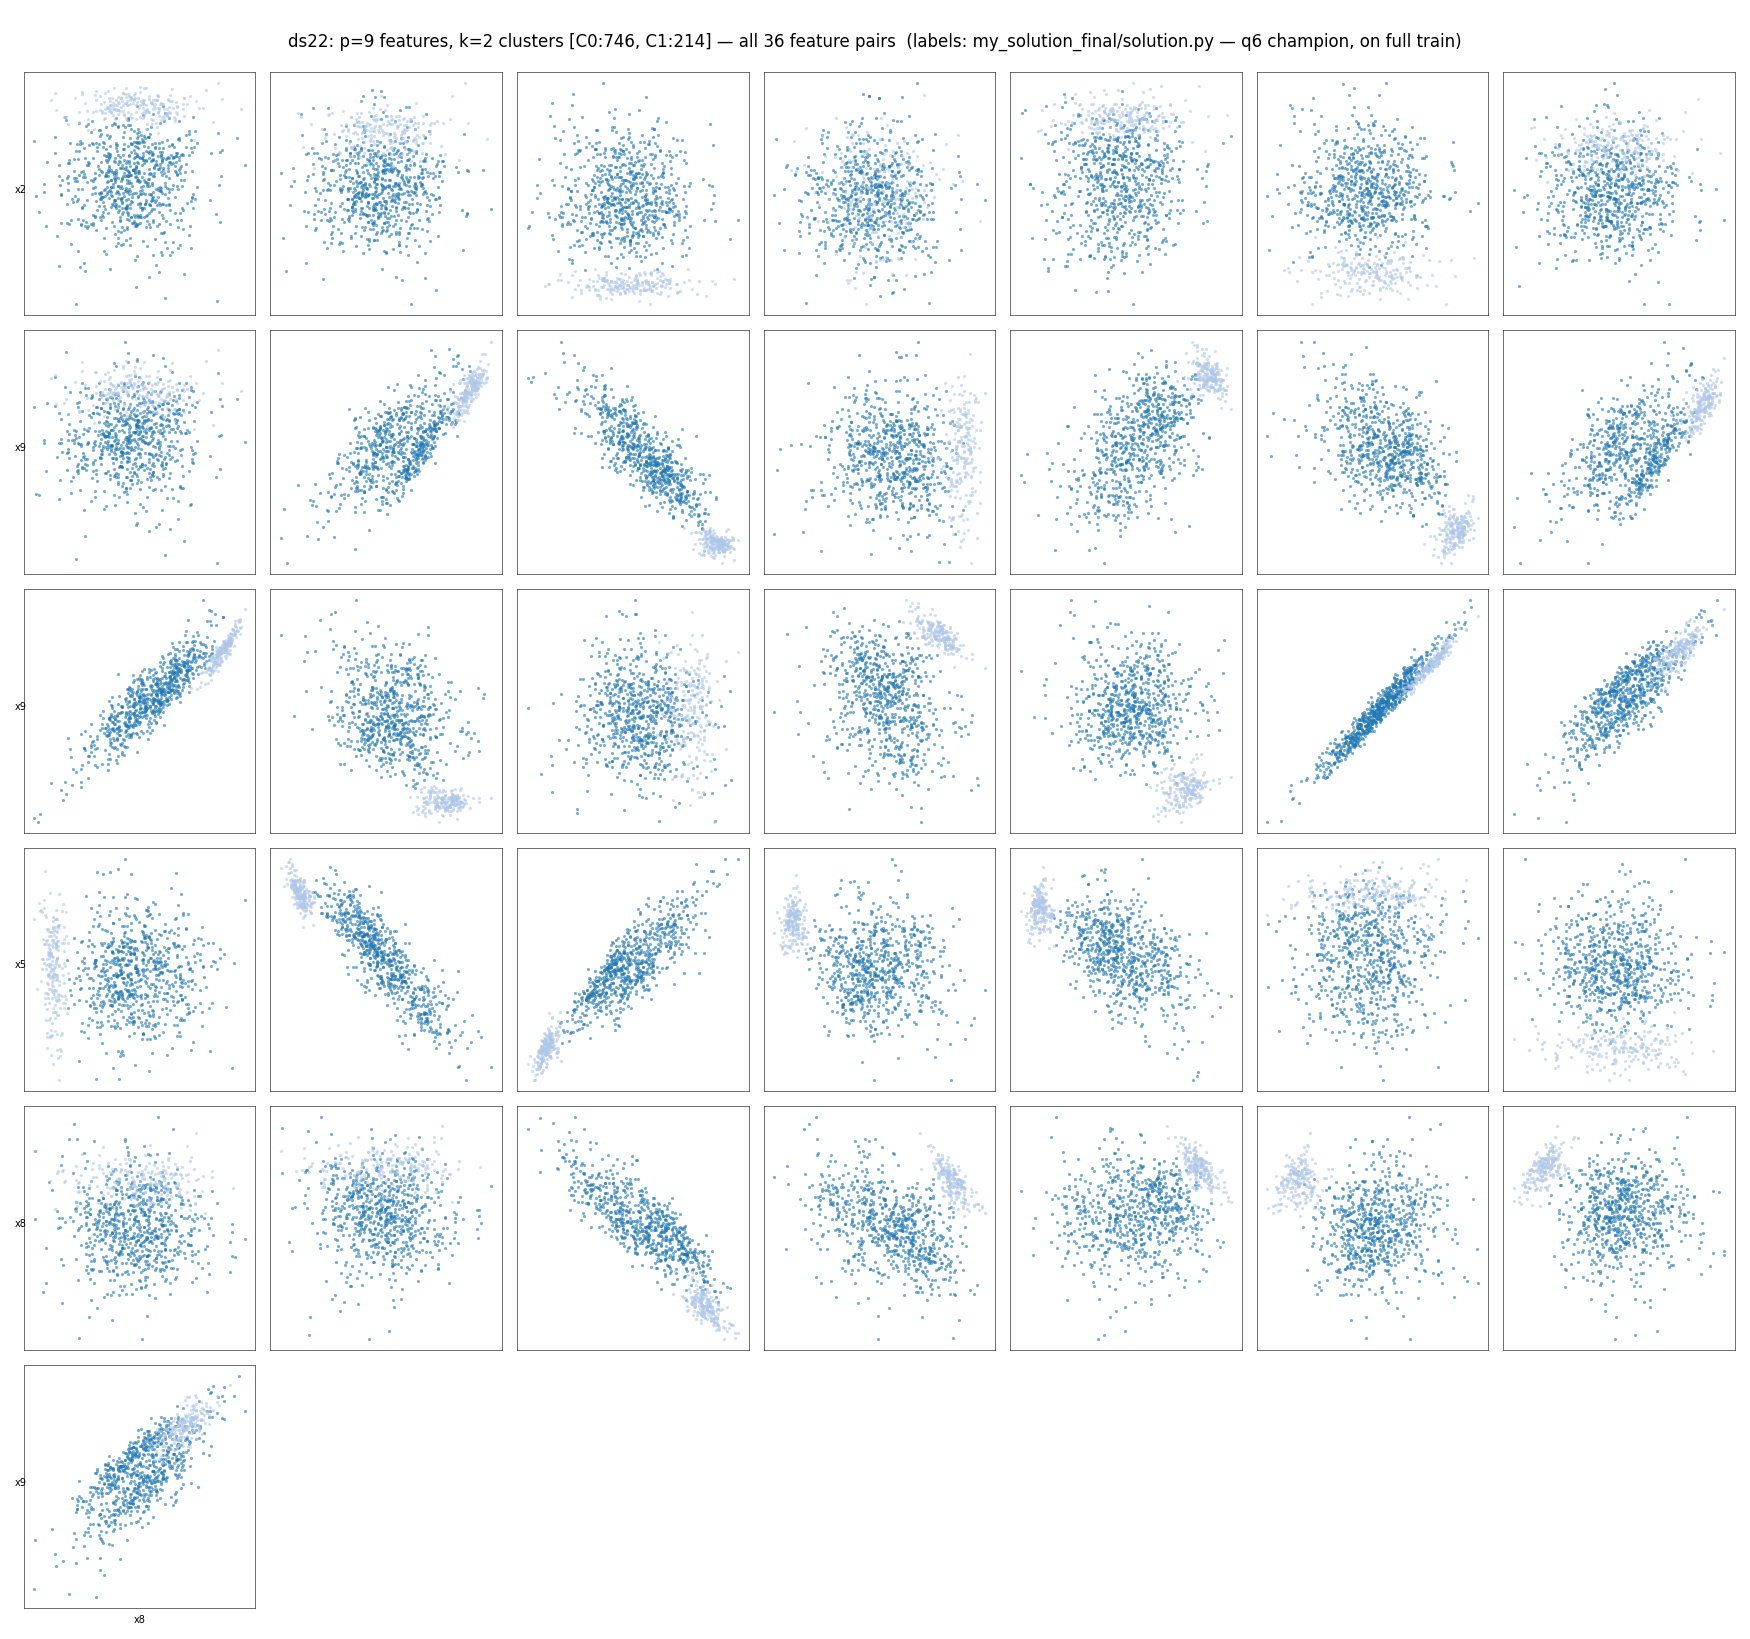 ds22: p=9 features, k=2 clusters [C0:746, C1:214] — all 36 feature pairs  (labels: my_solution_final/solution.py — q6 champion, on full train)
x2
x9
x9
x5
x8
x9
x8